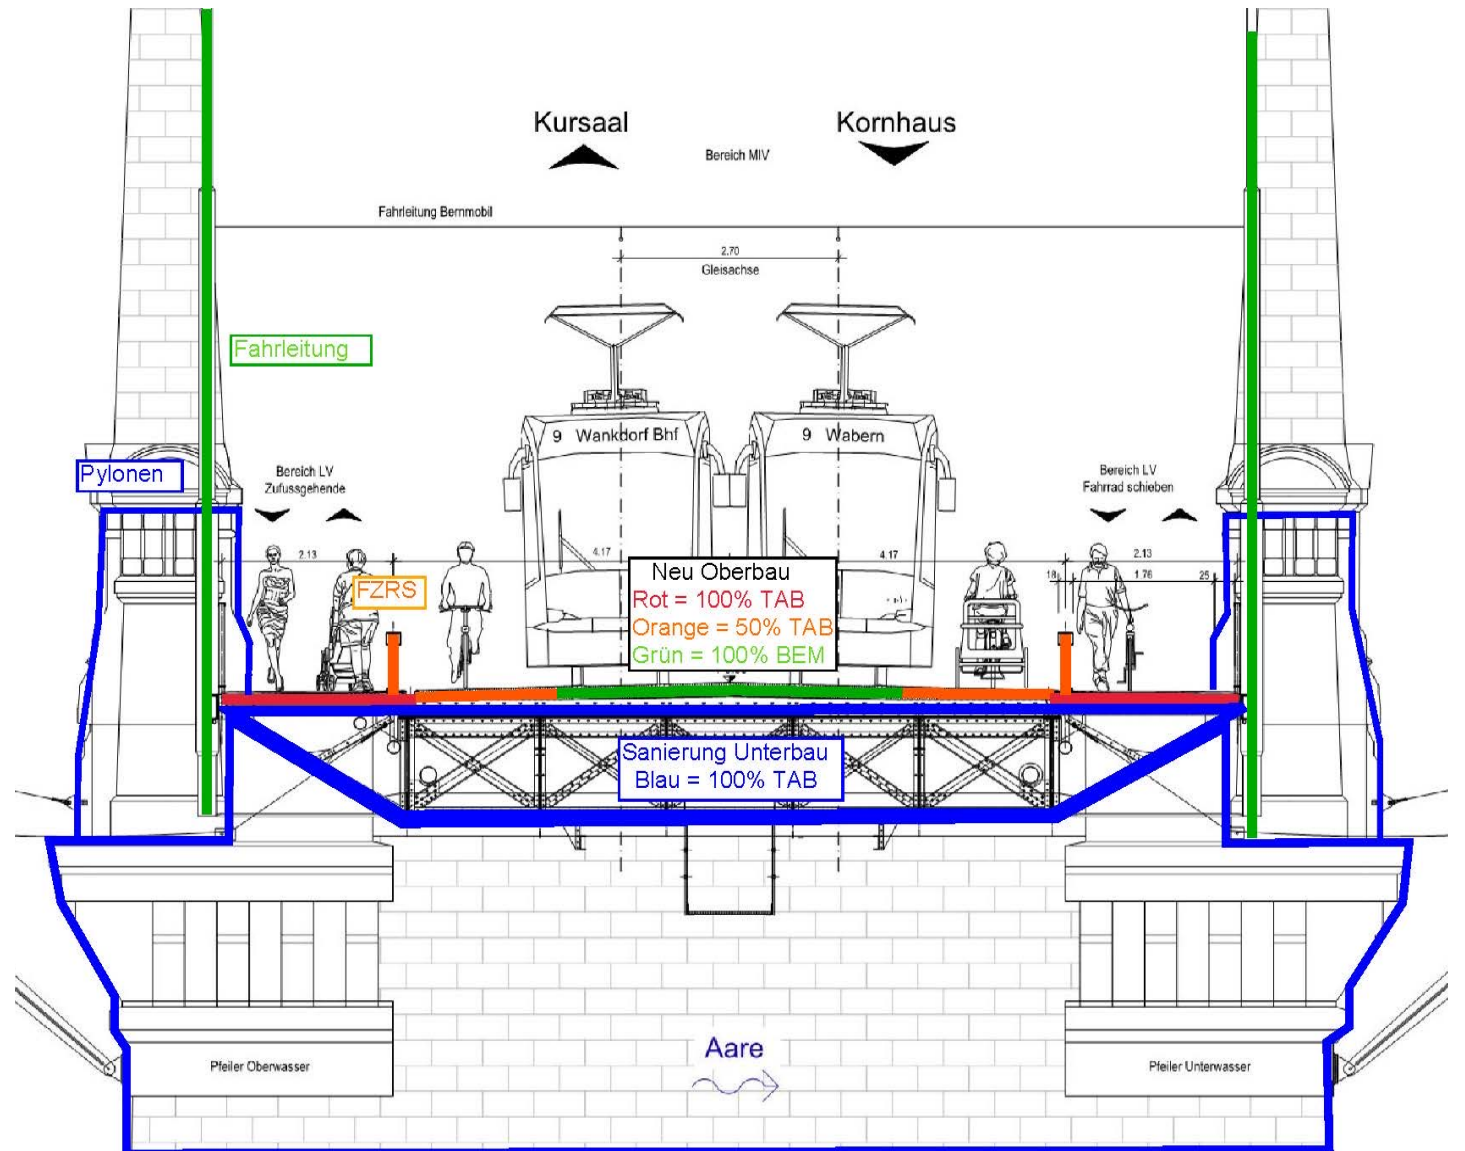 Kursaal
Kornhaus
Bereich MIV
Fahrleitung Bernmobil
2.70
Gleisachse
Fahrleitung
9 Wankdorf Bhf
9 Wabern
Pylonen
Bereich LV
Zufussgehende
Bereich LV
Fahrrad schieben
2.13
4.17
4.17
2.13
18
1.76
25
FZRS
Neu Oberbau
Rot = 100% TAB
Orange = 50% TAB
Grün = 100% BEM
Sanierung Unterbau
Blau = 100% TAB
Aare
Pfeiler Oberwasser
Pfeiler Unterwasser